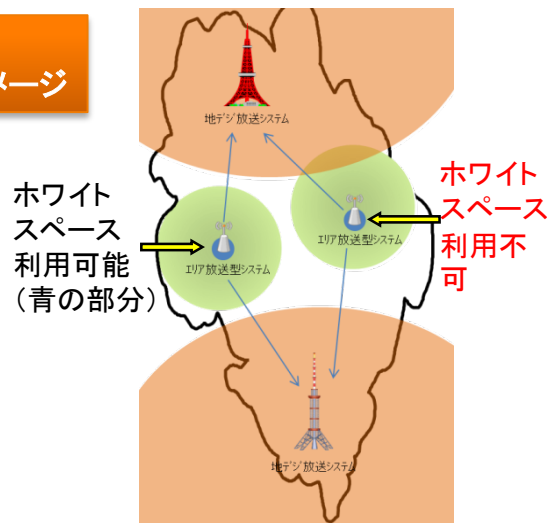 メージ
地デジ放送システム
ホワイト
スペース
利用可能
（青の部分）
エリア放送型システム
エリア放送型システム
ホワイト
スペース
利用不
可
地デジ放送システム